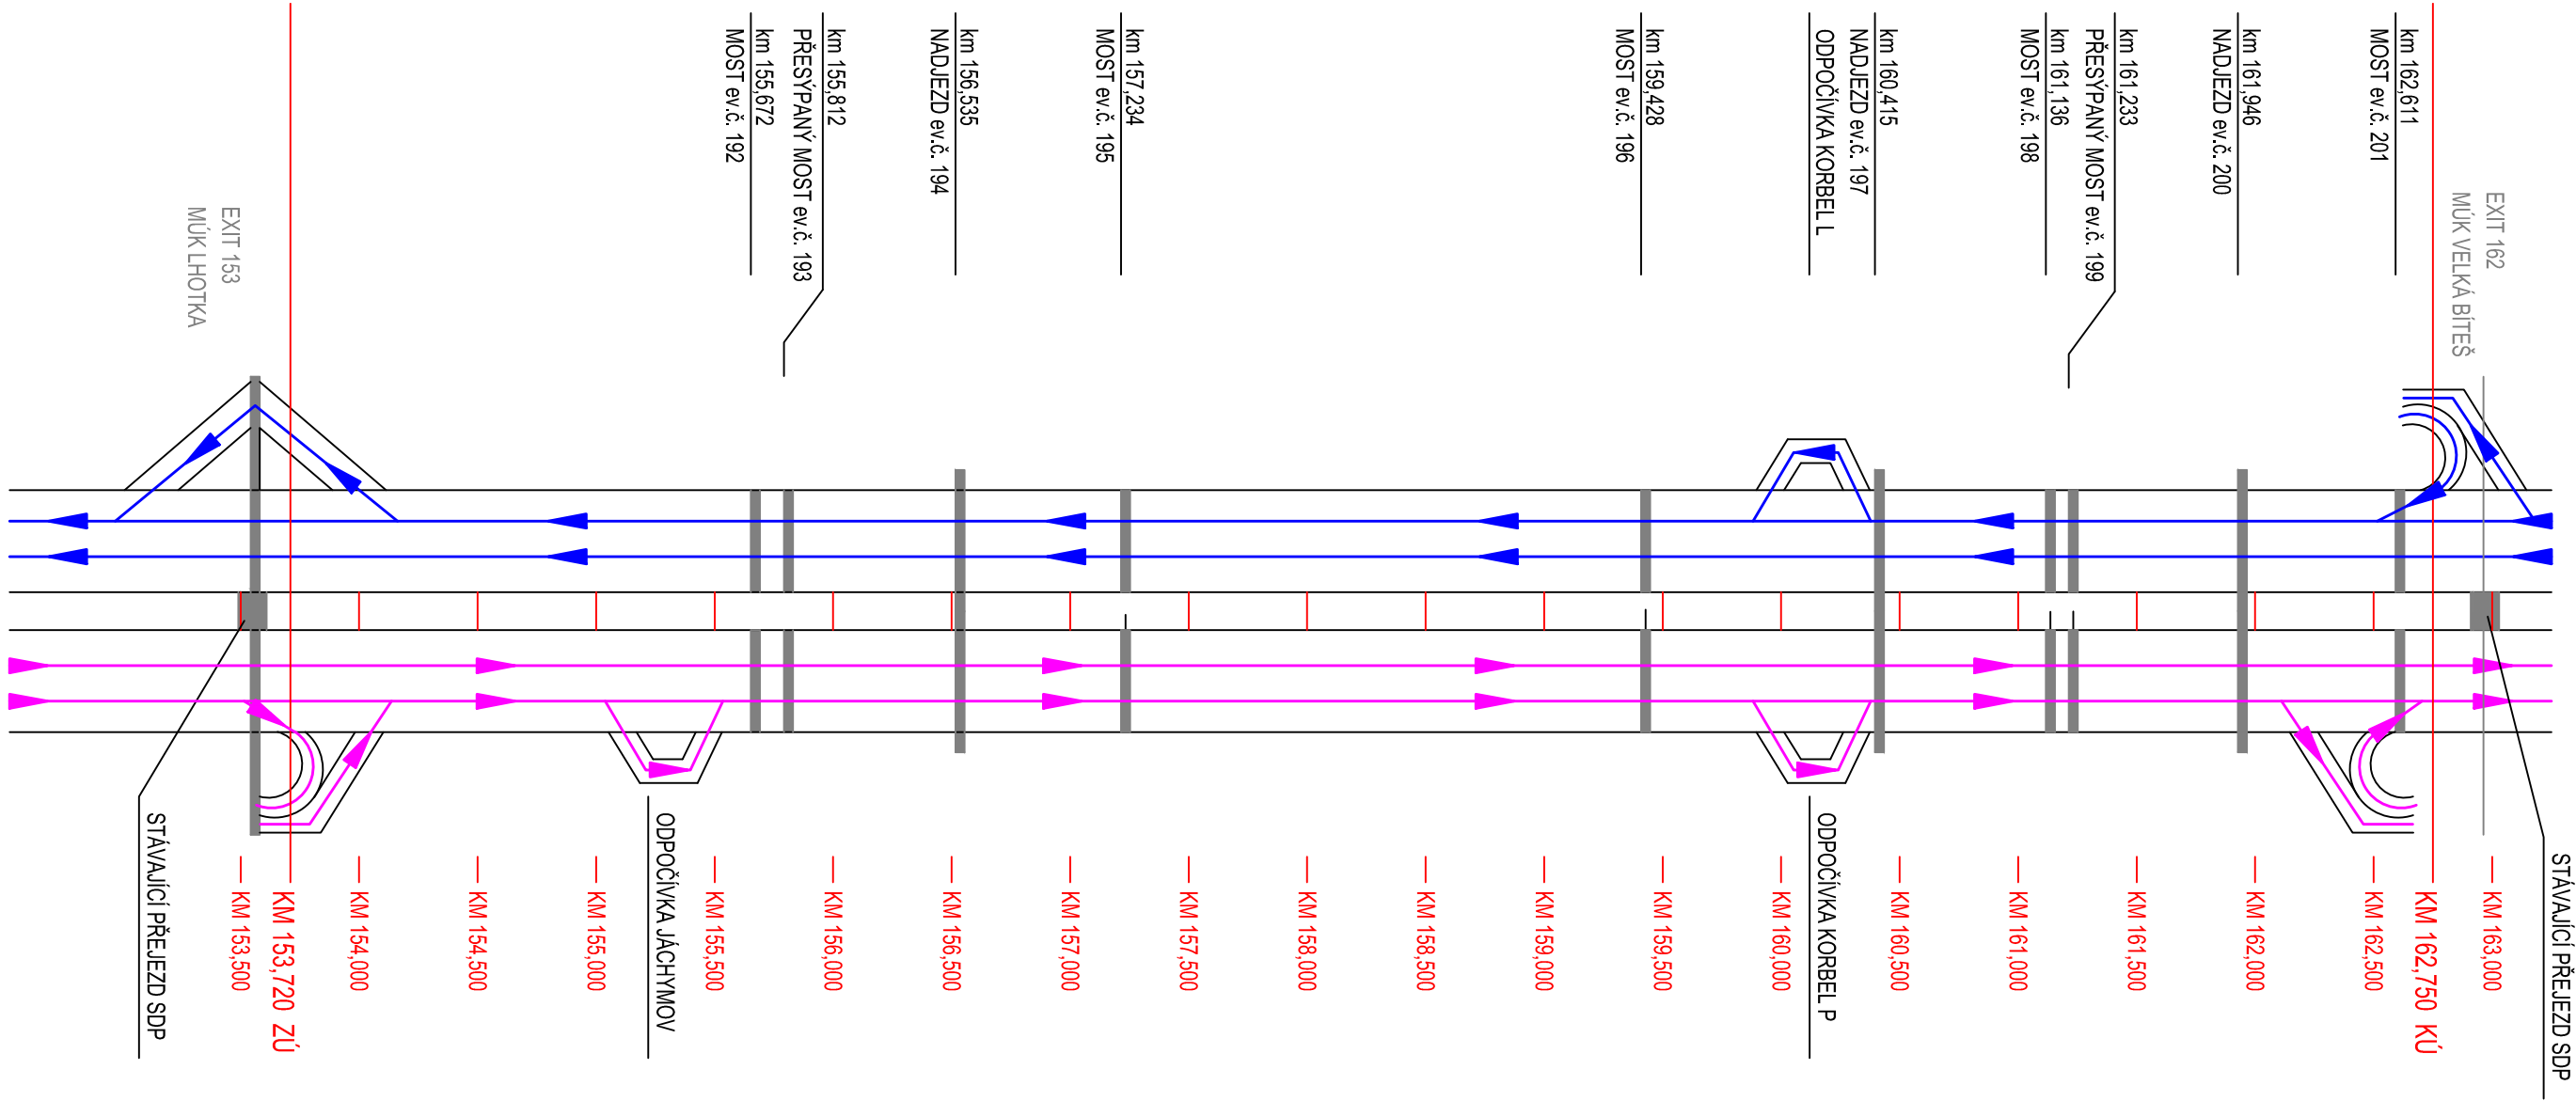 km 155,672
MOST ev.č. 192
km 155,812
PŘESÝPANÝ MOST ev.č. 193
km 156,535
NADJEZD ev.č. 194
km 157,234
MOST ev.č. 195
km 159,428
MOST ev.č. 196
km 160,415
NADJEZD ev.č. 197
ODPOČÍVKA KORBEL L
km 161,136
MOST ev.č. 198
km 161,233
PŘESÝPANÝ MOST ev.č. 199
km 161,946
NADJEZD ev.č. 200
km 162,611
MOST ev.č. 201
EXIT 153
MÚK LHOTKA
EXIT 162
MÚK VELKÁ BÍTEŠ
STÁVAJÍCÍ PŘEJEZD SDP
KM 153,500
KM 153,720 ZÚ
KM 154,000
KM 154,500
KM 155,000
ODPOČÍVKA JÁCHYMOV
KM 155,500
KM 156,000
KM 156,500
KM 157,000
KM 157,500
KM 158,000
KM 158,500
KM 159,000
KM 159,500
KM 160,000
ODPOČÍVKA KORBEL P
KM 160,500
KM 161,000
KM 161,500
KM 162,000
KM 162,500
KM 162,750 KÚ
KM 163,000
STÁVAJÍCÍ PŘEJEZD SDP